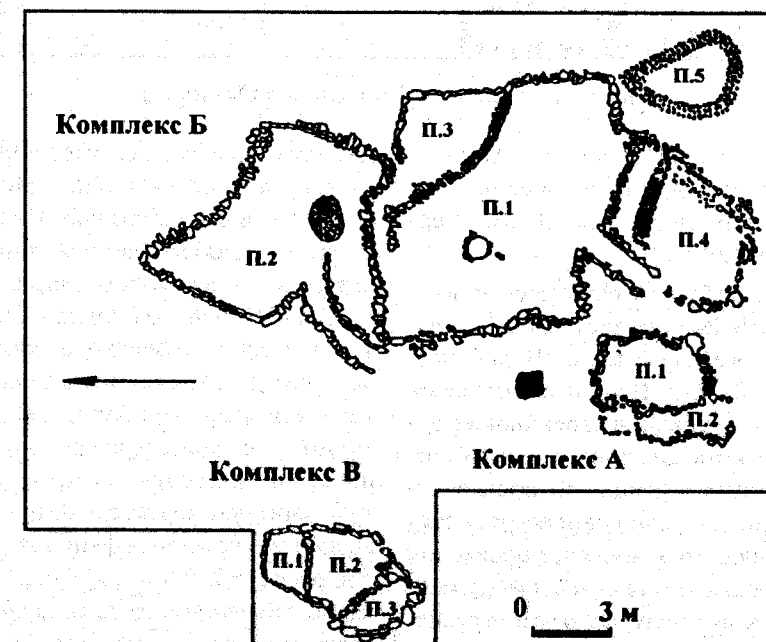 П.5
Комплекс Б
П.3
П.1
П.4
П.2
П.1
П.2
Комплекс В
Комплекс А
П.1
П.2
П.3
0 3 м